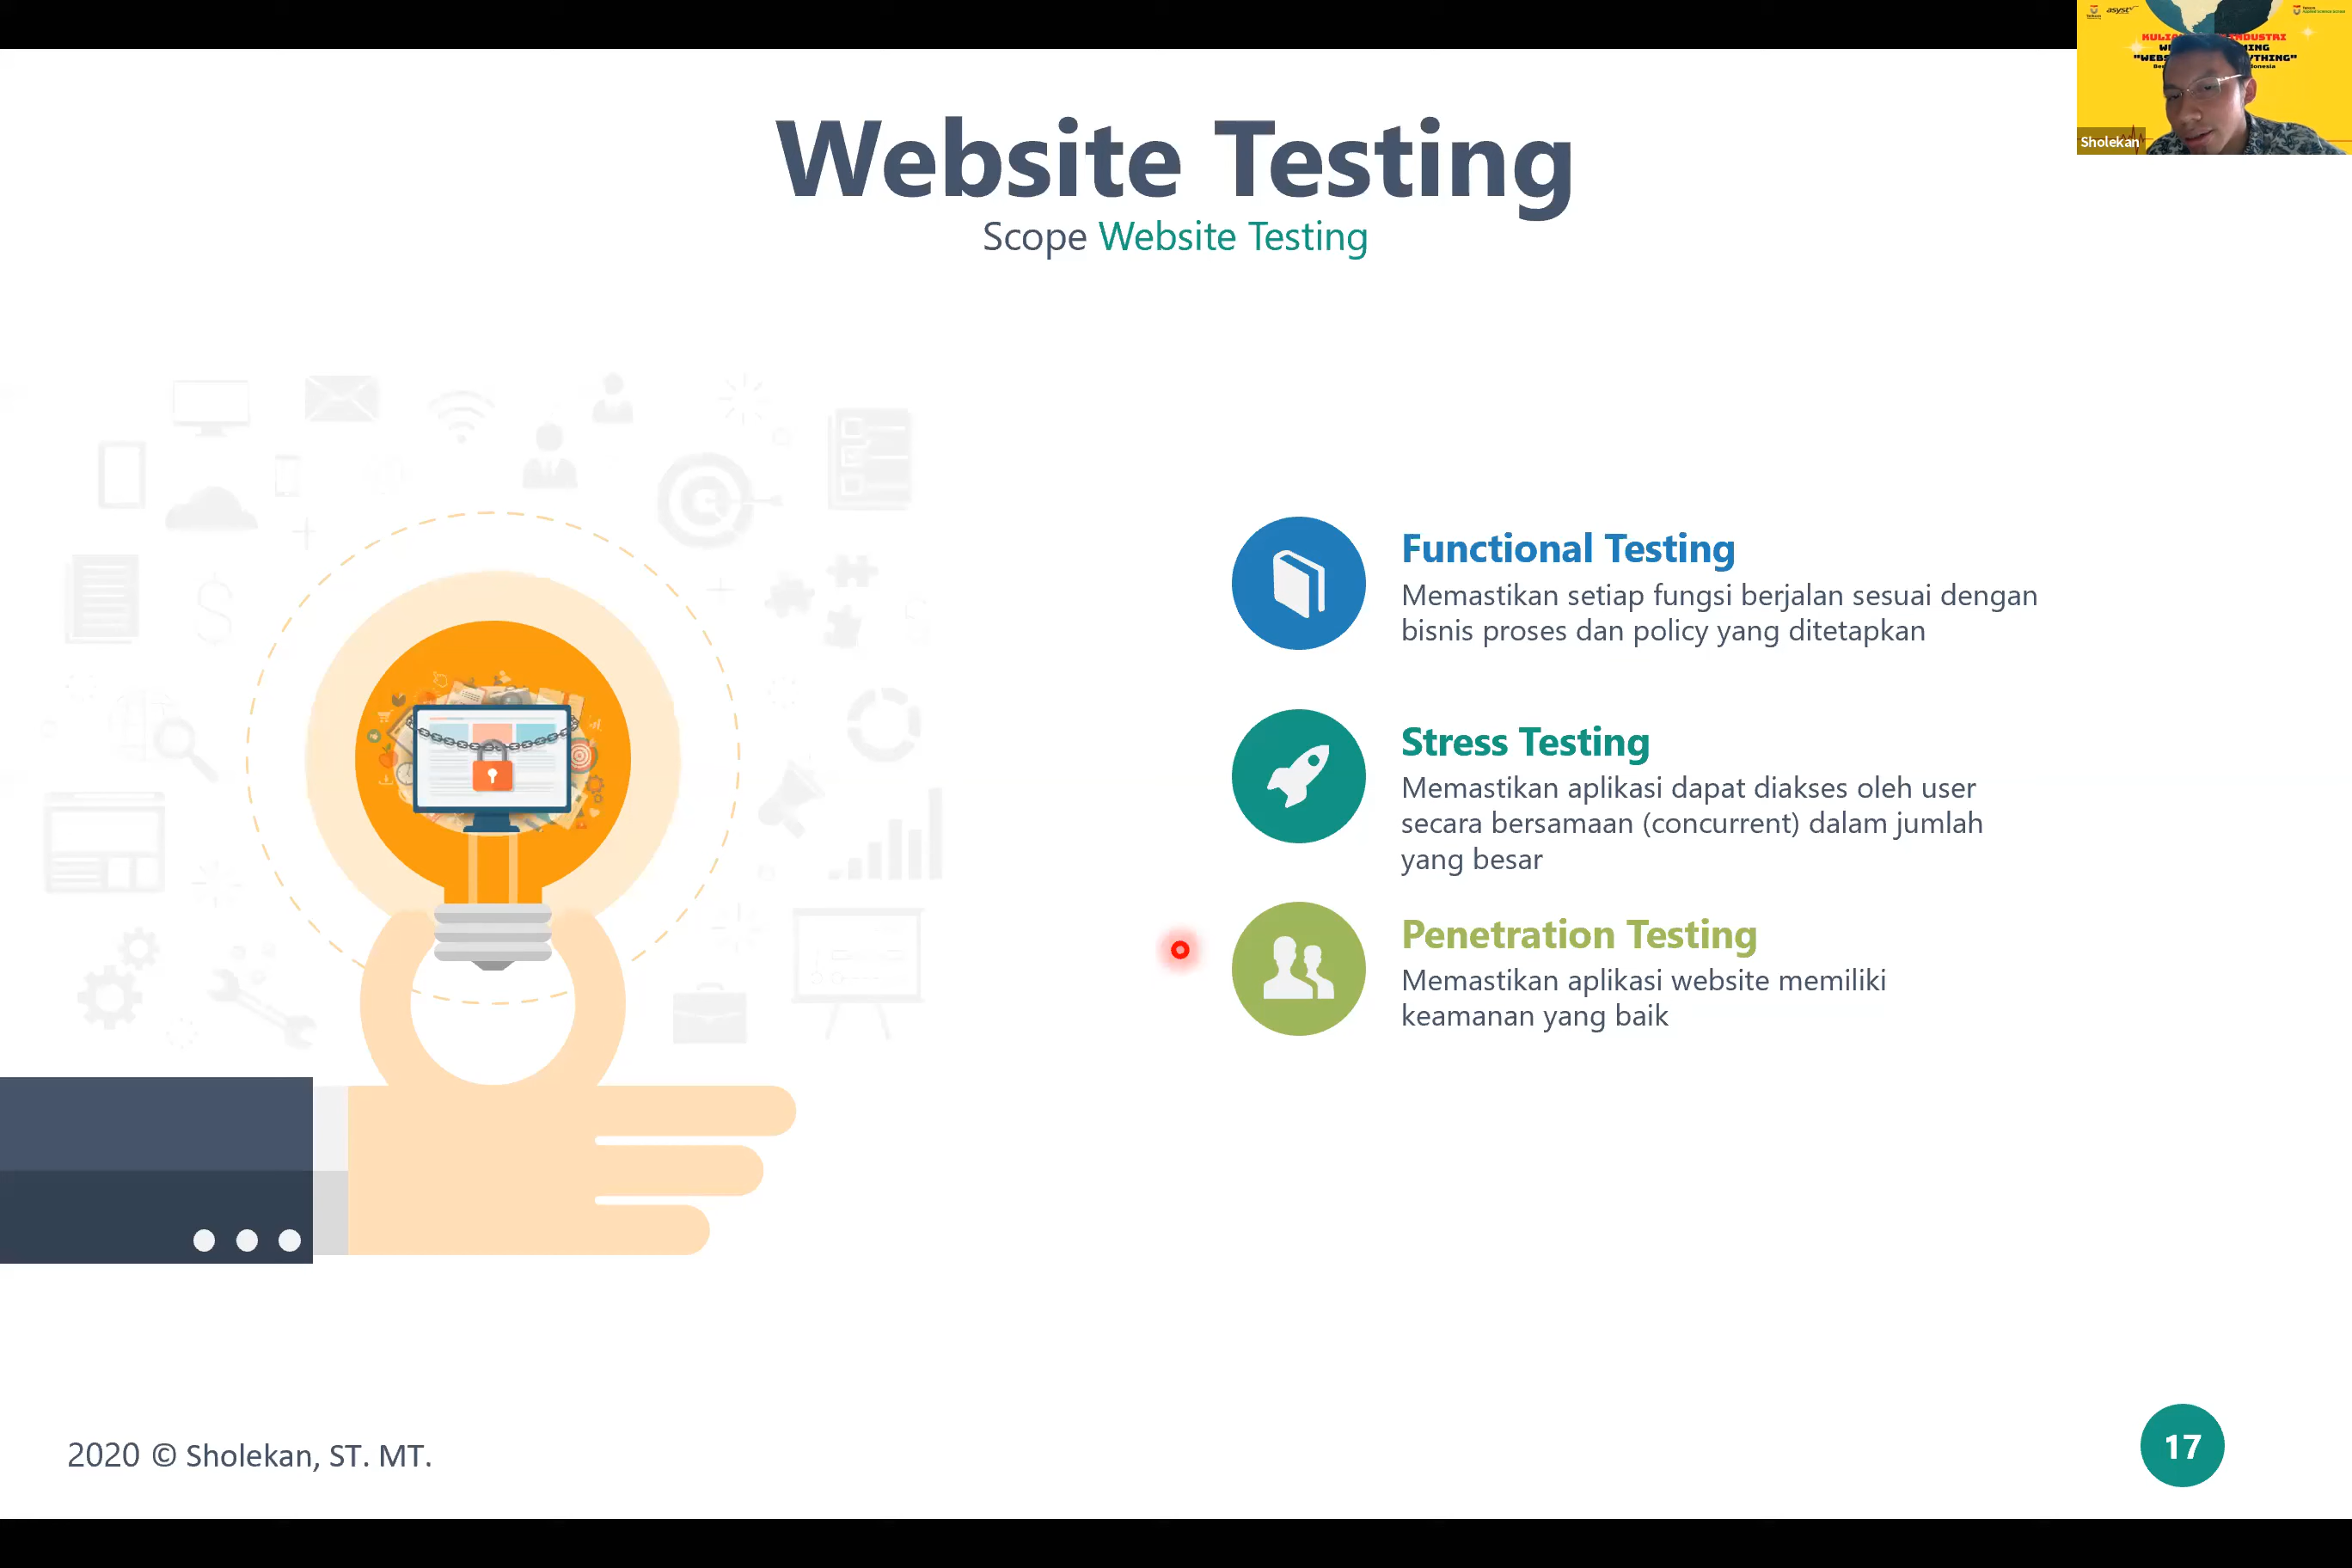 asyst
Website Testing
Scope Website Testing
Sholekan
Functional Testing
Memastikan setiap fungsi berjalan sesuai dengan
bisnis proses dan policy yang ditetapkan
Stress Testing
Memastikan aplikasi dapat diakses oleh user
secara bersamaan (concurrent) dalam jumlah
yang besar
Penetration Testing
Memastikan aplikasi website memiliki
keamanan yang baik
2020 © Sholekan, ST. MT.
17